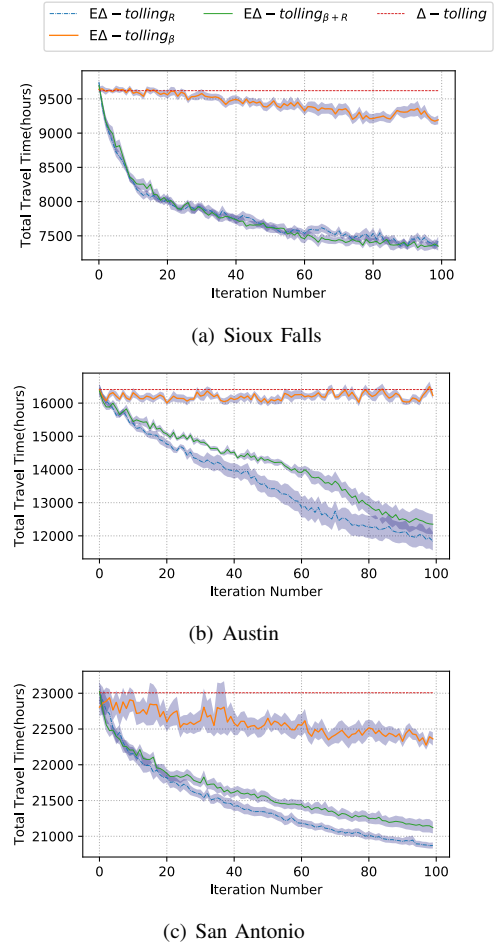 EΔ − tolling_R EΔ − tolling_{β+R} Δ − tolling
EΔ − tolling_β
Total Travel Time(hours)
9500
9000
8500
8000
7500
0 20 40 60 80 100
Iteration Number
(a) Sioux Falls
Total Travel Time(hours)
16000
15000
14000
13000
12000
0 20 40 60 80 100
Iteration Number
(b) Austin
Total Travel Time(hours)
23000
22500
22000
21500
21000
0 20 40 60 80 100
Iteration Number
(c) San Antonio